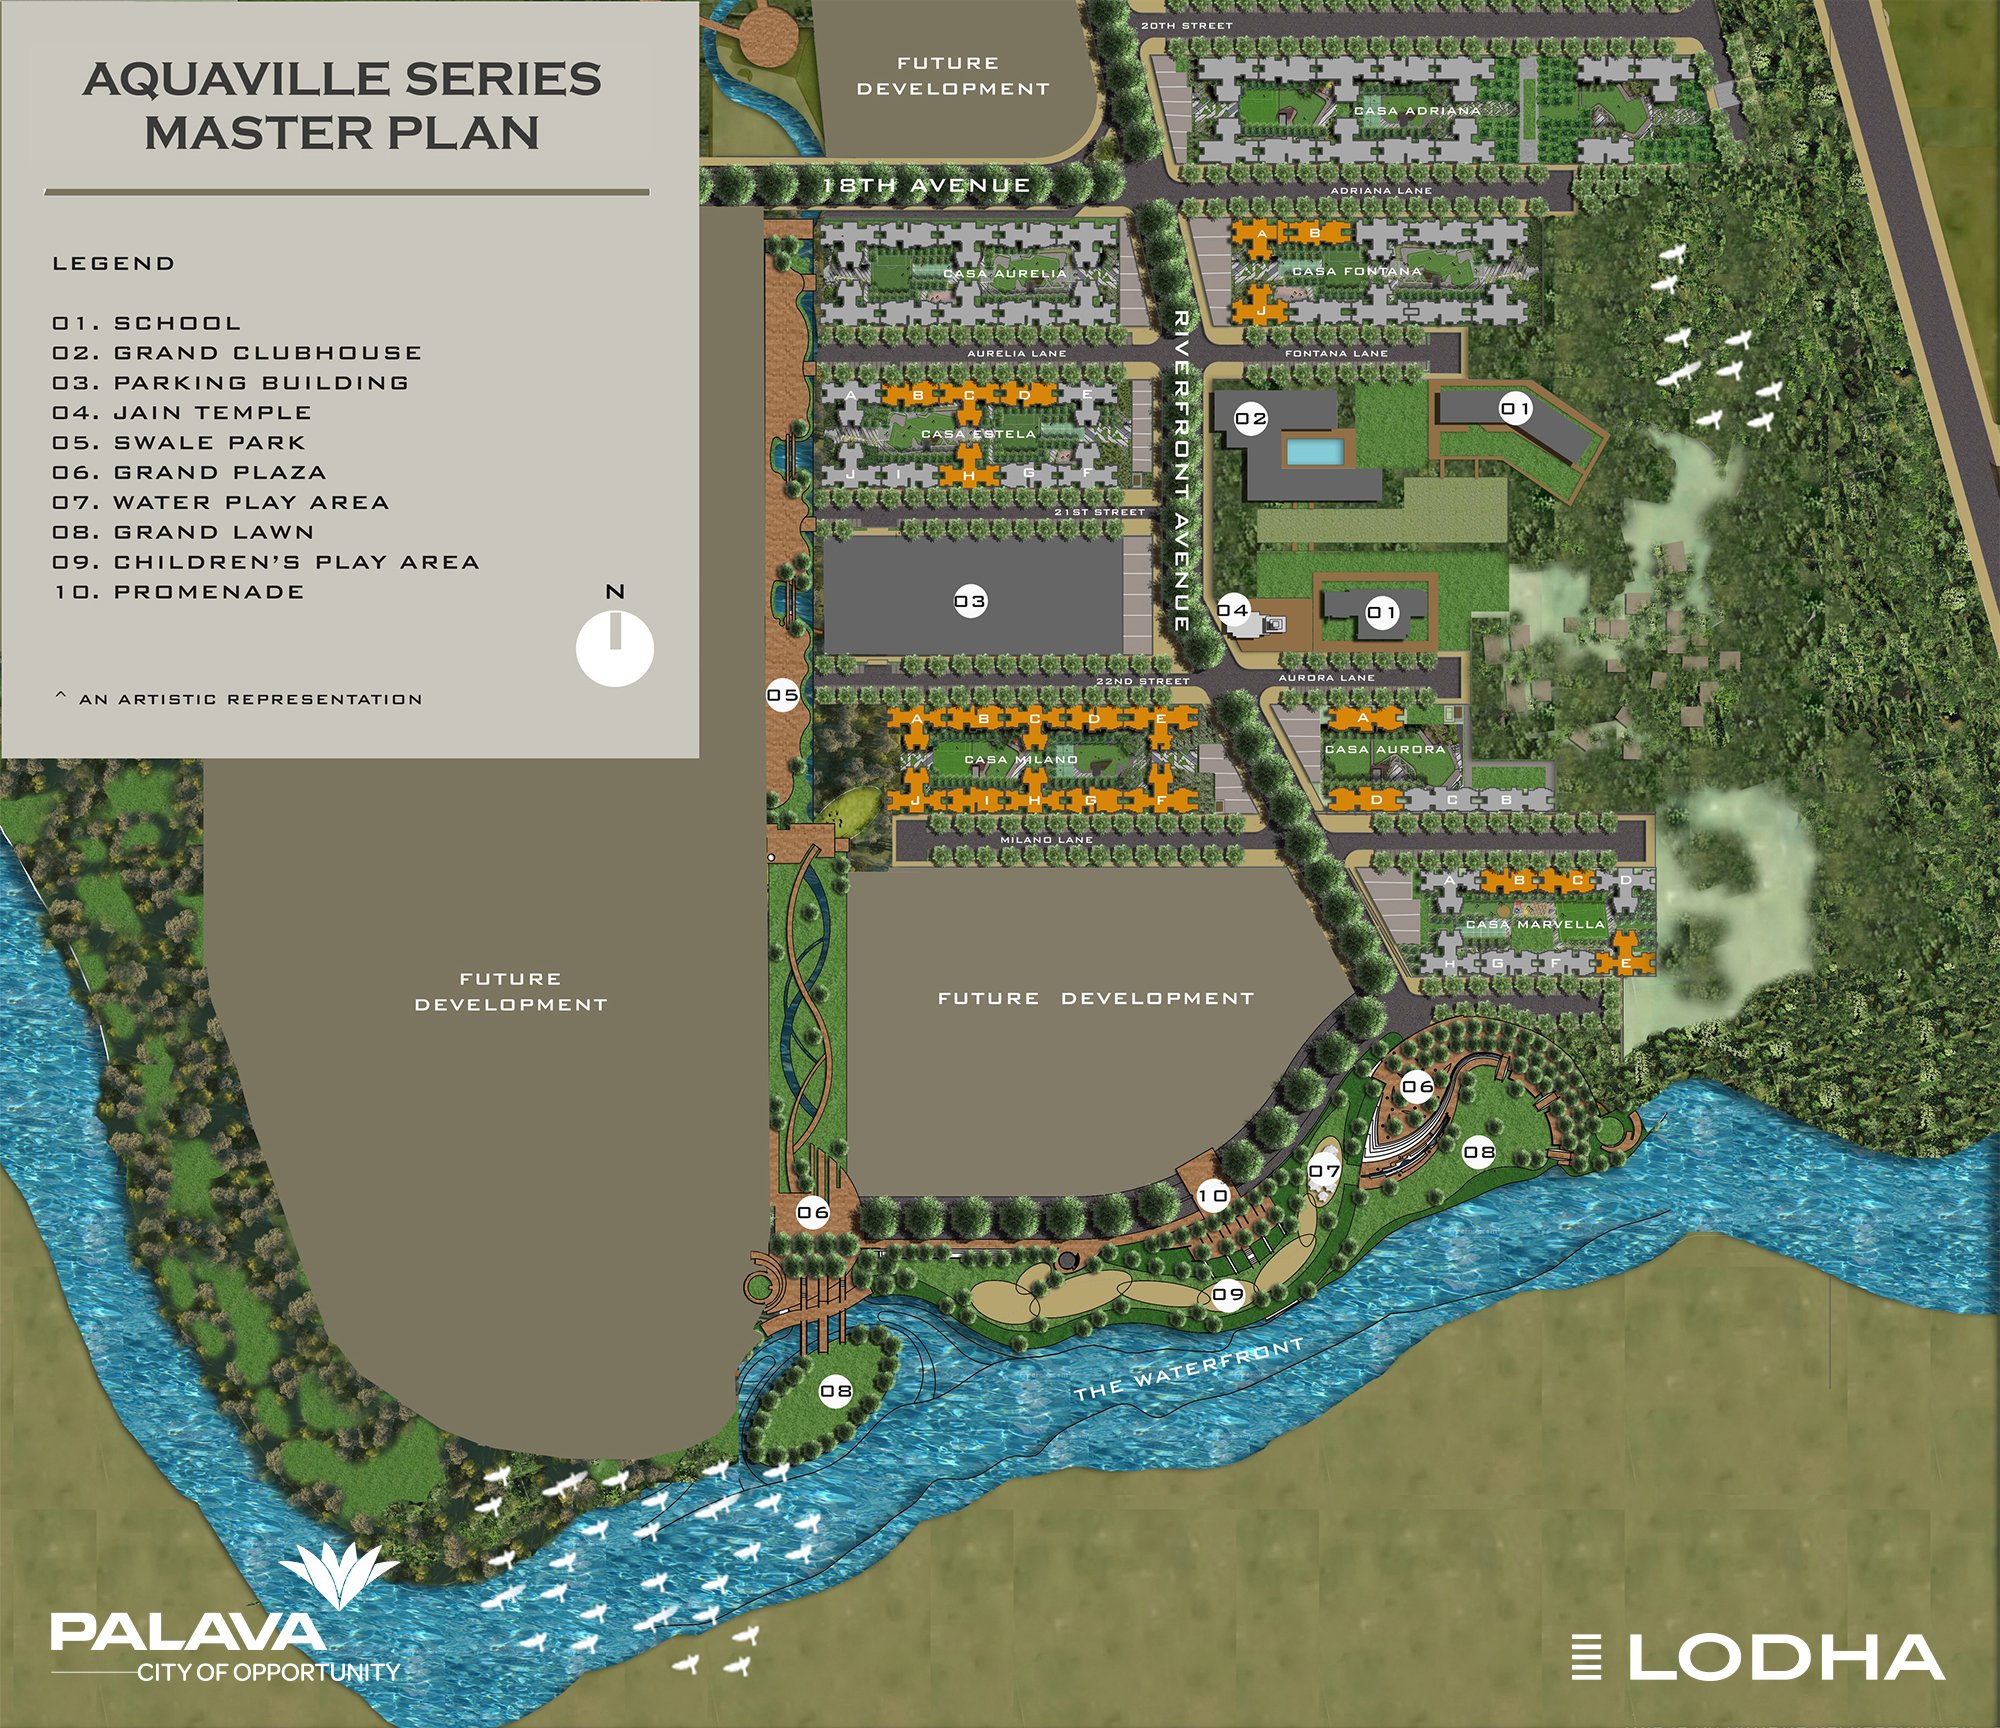 AQUAVILLE SERIES
MASTER PLAN
LEGEND
01. SCHOOL
02. GRAND CLUBHOUSE
03. PARKING BUILDING
04. JAIN TEMPLE
05. SWALE PARK
06. GRAND PLAZA
07. WATER PLAY AREA
08. GRAND LAWN
09. CHILDREN'S PLAY AREA
10. PROMENADE
N
^ AN ARTISTIC REPRESENTATION
20TH STREET
FUTURE
DEVELOPMENT
CASA ADRIANA
18TH AVENUE
ADRIANA LANE
A B
CASA AURELIA
CASA FONTANA
J
RIVERFRONT AVENUE
AURELIA LANE
FONTANA LANE
A B C D E
CASA ESTELA
J I H G F
02
01
21ST STREET
03
04
01
22ND STREET
AURORA LANE
05
A B C D E
CASA MILANO
J I H G F
A
CASA AURORA
D C B
MILANO LANE
A B C D
CASA MARVELLA
H G F E
FUTURE
DEVELOPMENT
FUTURE DEVELOPMENT
06
08
07
10
06
09
THE WATERFRONT
08
PALAVA
CITY OF OPPORTUNITY
LODHA